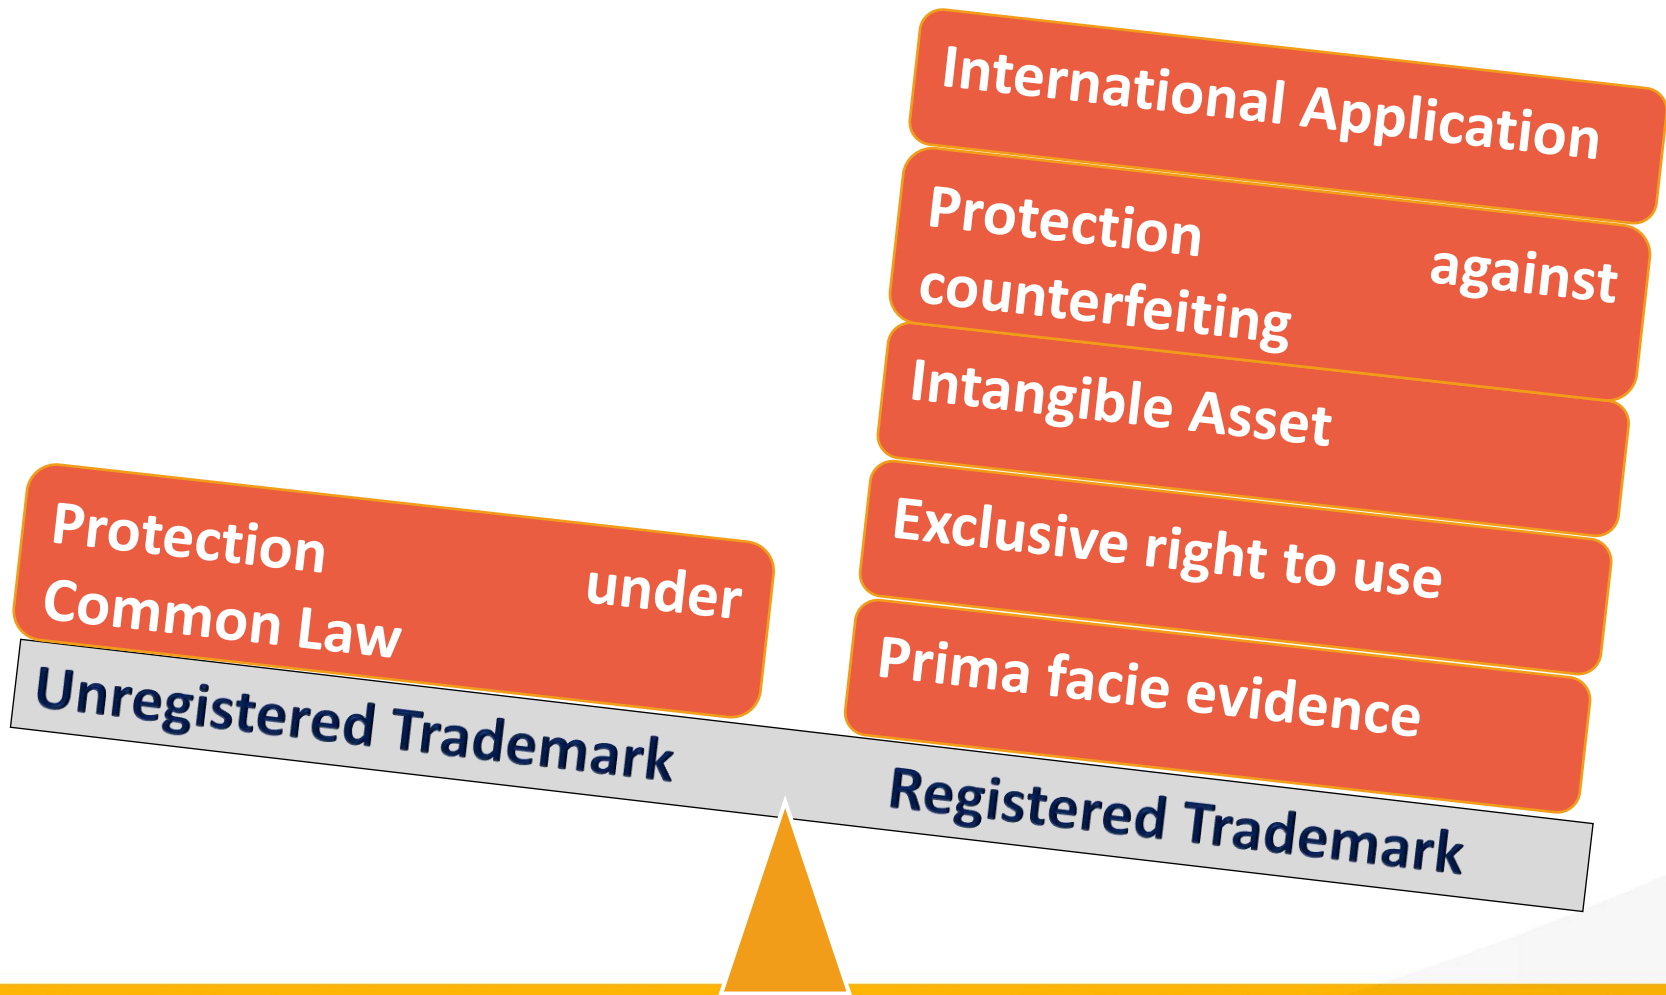 International Application
Protection against
counterfeiting
Intangible Asset
Exclusive right to use
Prima facie evidence
Protection under
Common Law
Unregistered Trademark
Registered Trademark